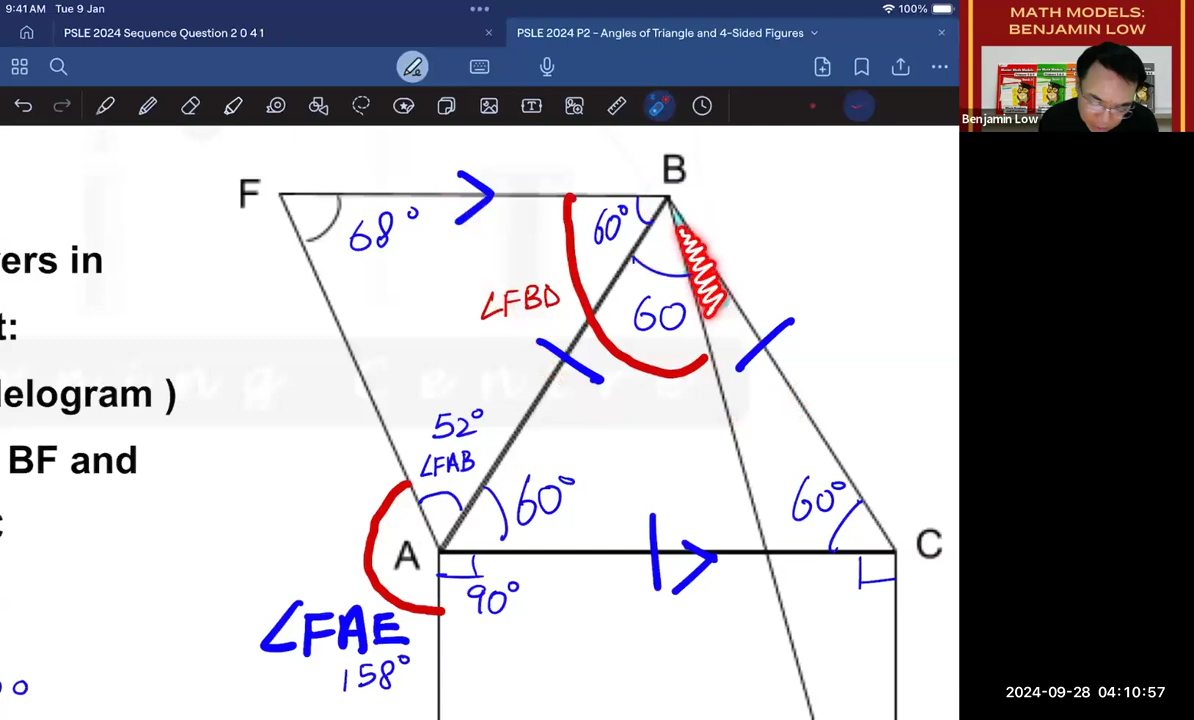 9:41 AM Tue 9 Jan
100%
PSLE 2024 Sequence Question 2 0 4 1
PSLE 2024 P2 – Angles of Triangle and 4-Sided Figures
MATH MODELS:
BENJAMIN LOW
Benjamin Low
B
F
68°
60°
vers in
∠FBD
60
t:
lelogram )
52°
BF and
∠FAB
60°
60°
A
C
90°
∠FAE
158°
2024-09-28 04:10:57